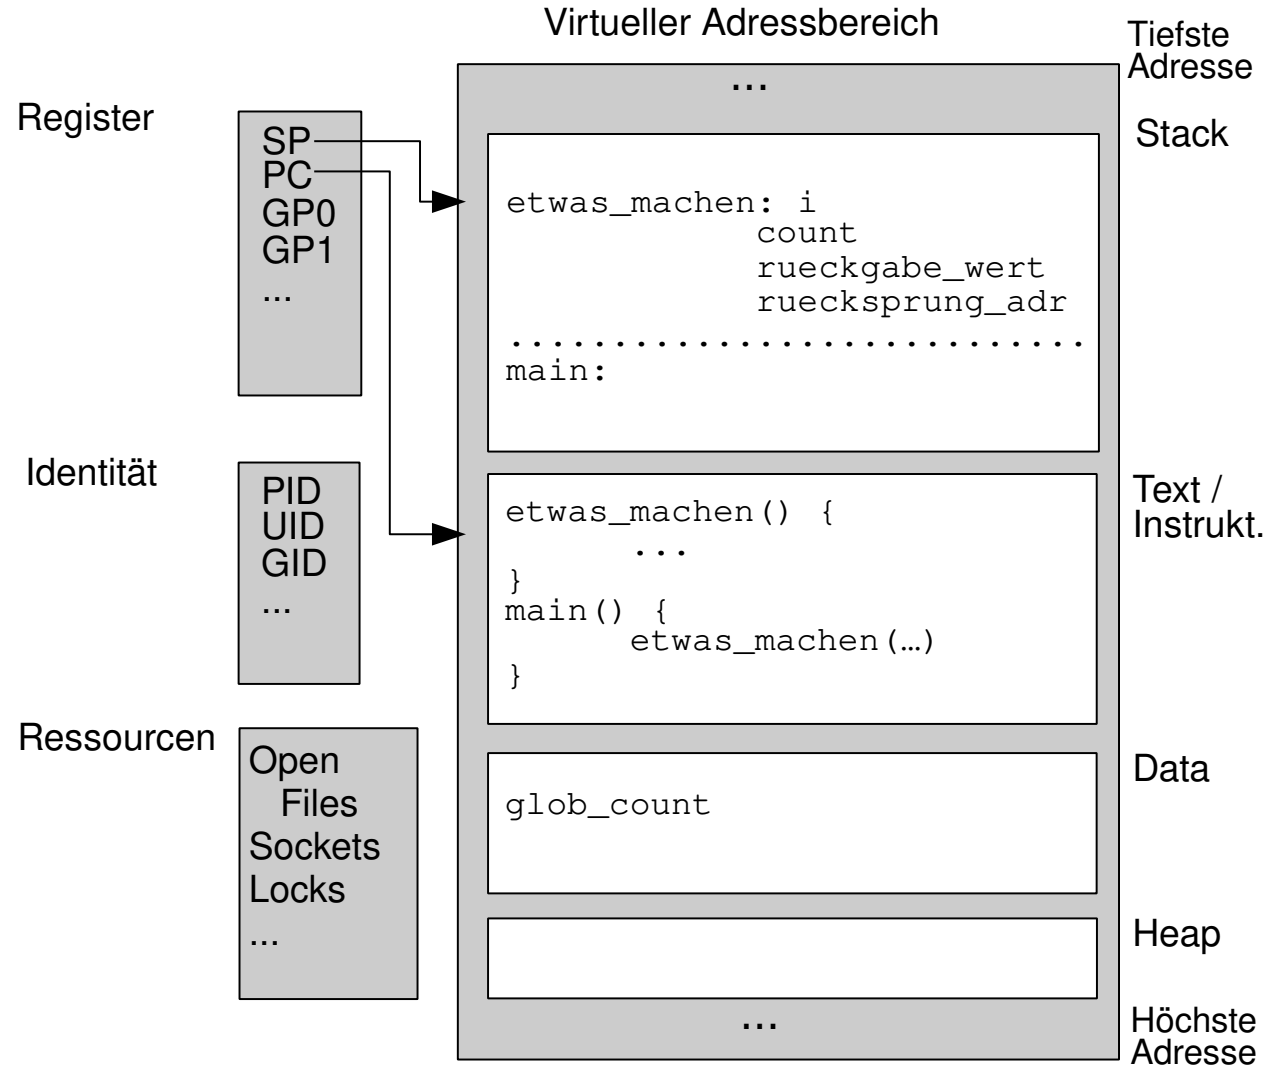 Virtueller Adressbereich
Tiefste
Adresse
...
Register
SP
PC
GP0
GP1
...
Stack
etwas_machen: i
count
rueckgabe_wert
ruecksprung_adr
..............................
main:
Identität
PID
UID
GID
...
Text /
Instrukt.
etwas_machen() {
...
}
main() {
etwas_machen(…)
}
Ressourcen
Open
Files
Sockets
Locks
...
Data
glob_count
Heap
...
Höchste
Adresse